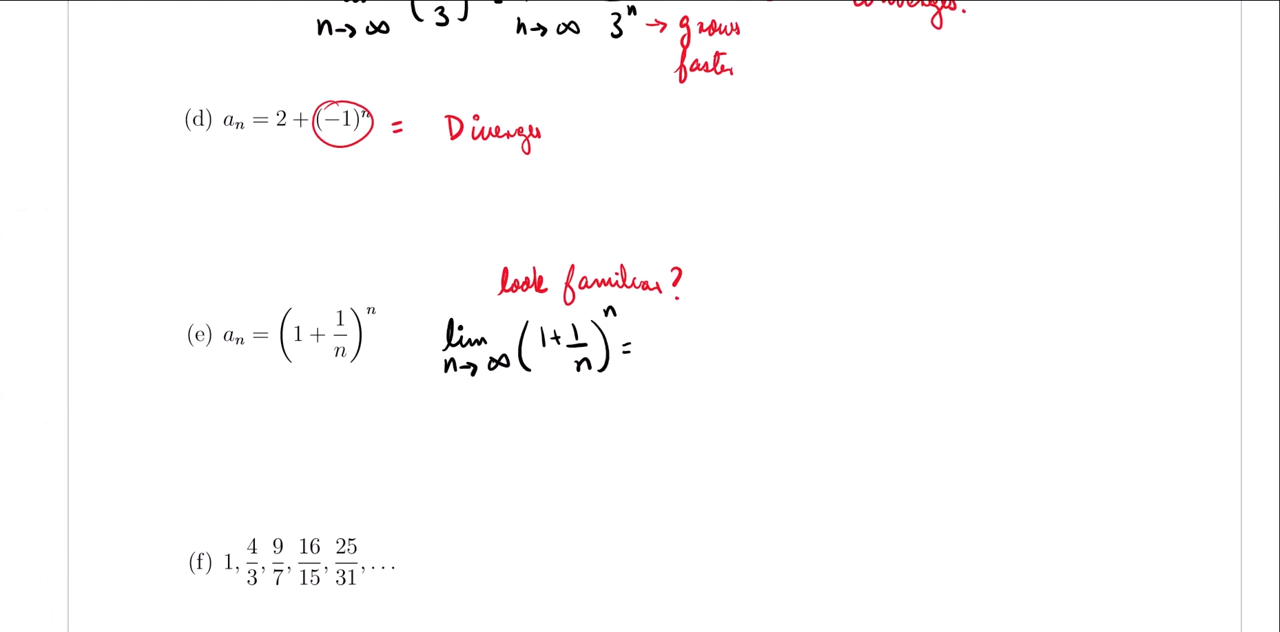 n→∞ (3) n→∞ 3ⁿ → grows converges.
faster
(d) aₙ = 2 + (−1)ⁿ = Diverges
look familiar?
(e) aₙ = (1 + 1/n)ⁿ lim n→∞ (1 + 1/n)ⁿ =
(f) 1, 4/3, 9/7, 16/15, 25/31, ...